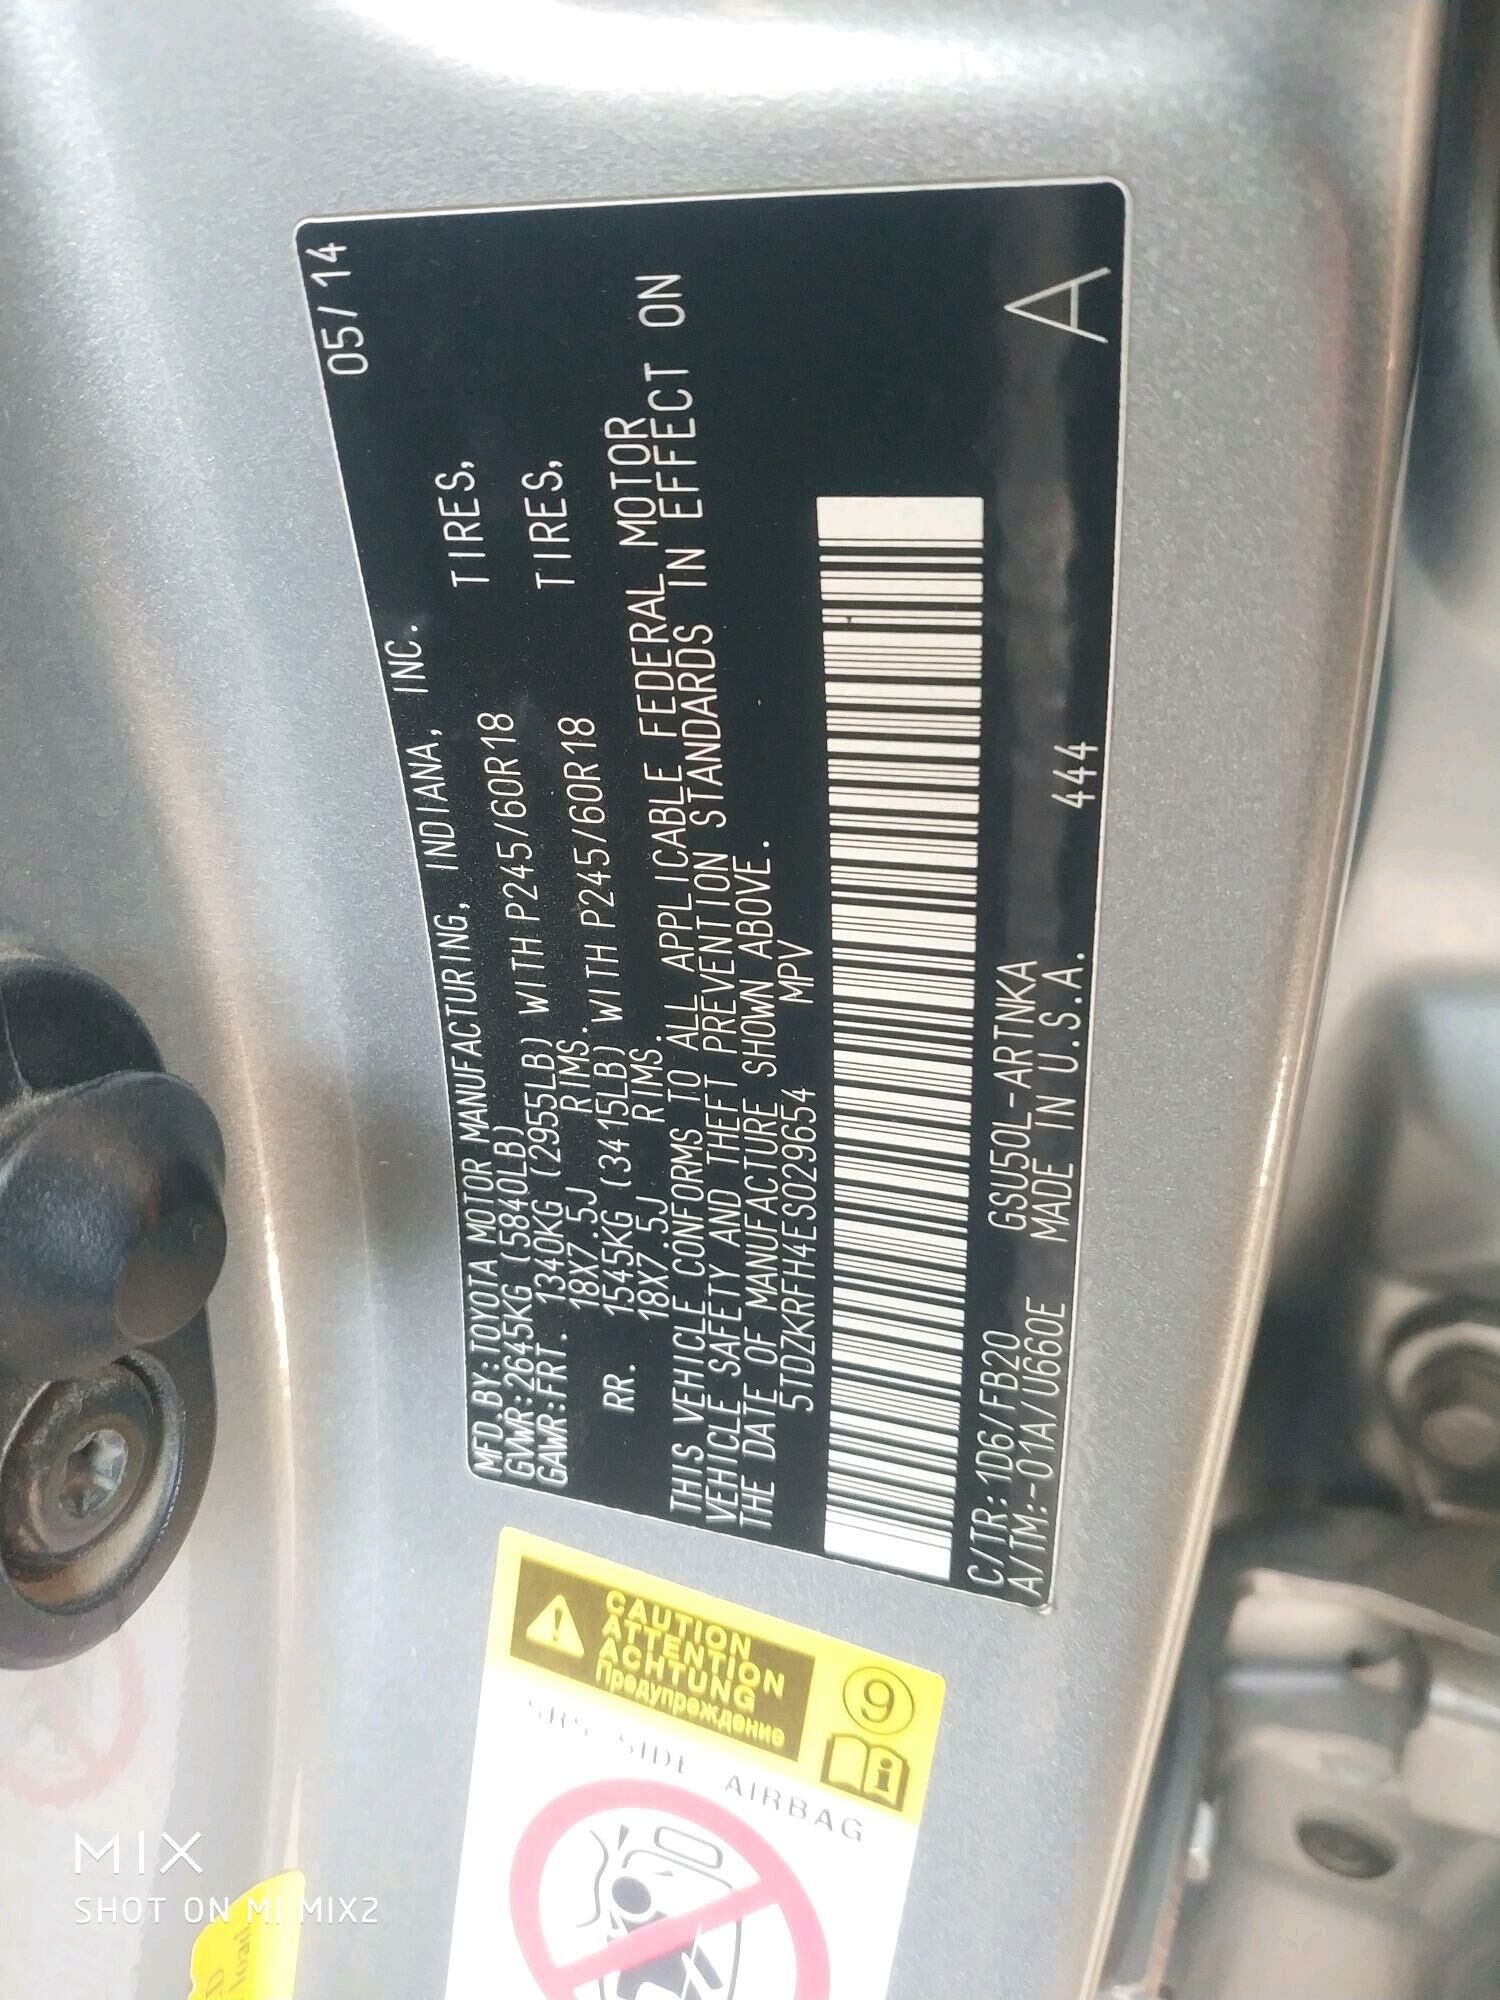 05/14
MFD.BY:TOYOTA MOTOR MANUFACTURING, INDIANA, INC.
GVWR:2645KG (5840LB)
GAWR:FRT. 1340KG (2955LB) WITH P245/60R18 TIRES,
18X7.5J RIMS.
RR. 1545KG (3415LB) WITH P245/60R18 TIRES,
18X7.5J RIMS.
THIS VEHICLE CONFORMS TO ALL APPLICABLE FEDERAL MOTOR
VEHICLE SAFETY AND THEFT PREVENTION STANDARDS IN EFFECT ON
THE DATE OF MANUFACTURE SHOWN ABOVE.
5TDZKRFH4ES029654 MPV
C/TR:1D6/FB20 GSU50L-ARTNKA
A/TM:-01A/U660E MADE IN U.S.A. 444
A
CAUTION
ATTENTION
ACHTUNG
Предупреждение
9
i
SRS SIDE AIRBAG
MIX
SHOT ON MI MIX2